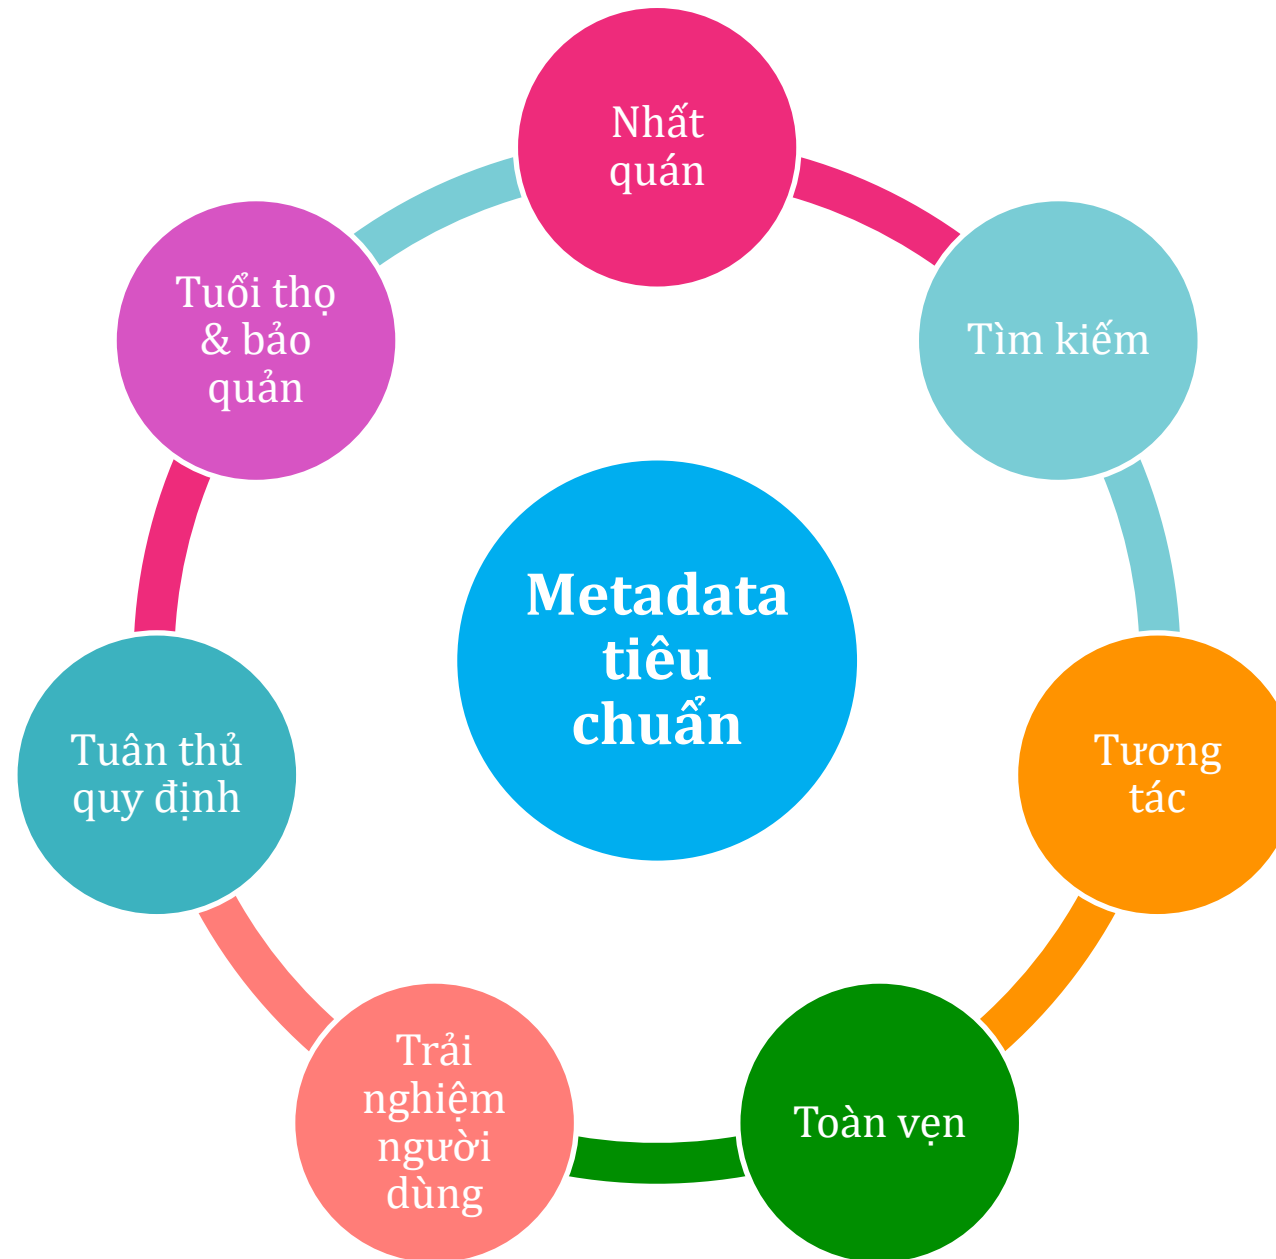 Nhất
quán
Tìm kiếm
Tương
tác
Toàn vẹn
Trải
nghiệm
người
dùng
Tuân thủ
quy định
Tuổi thọ
& bảo
quản
Metadata
tiêu
chuẩn